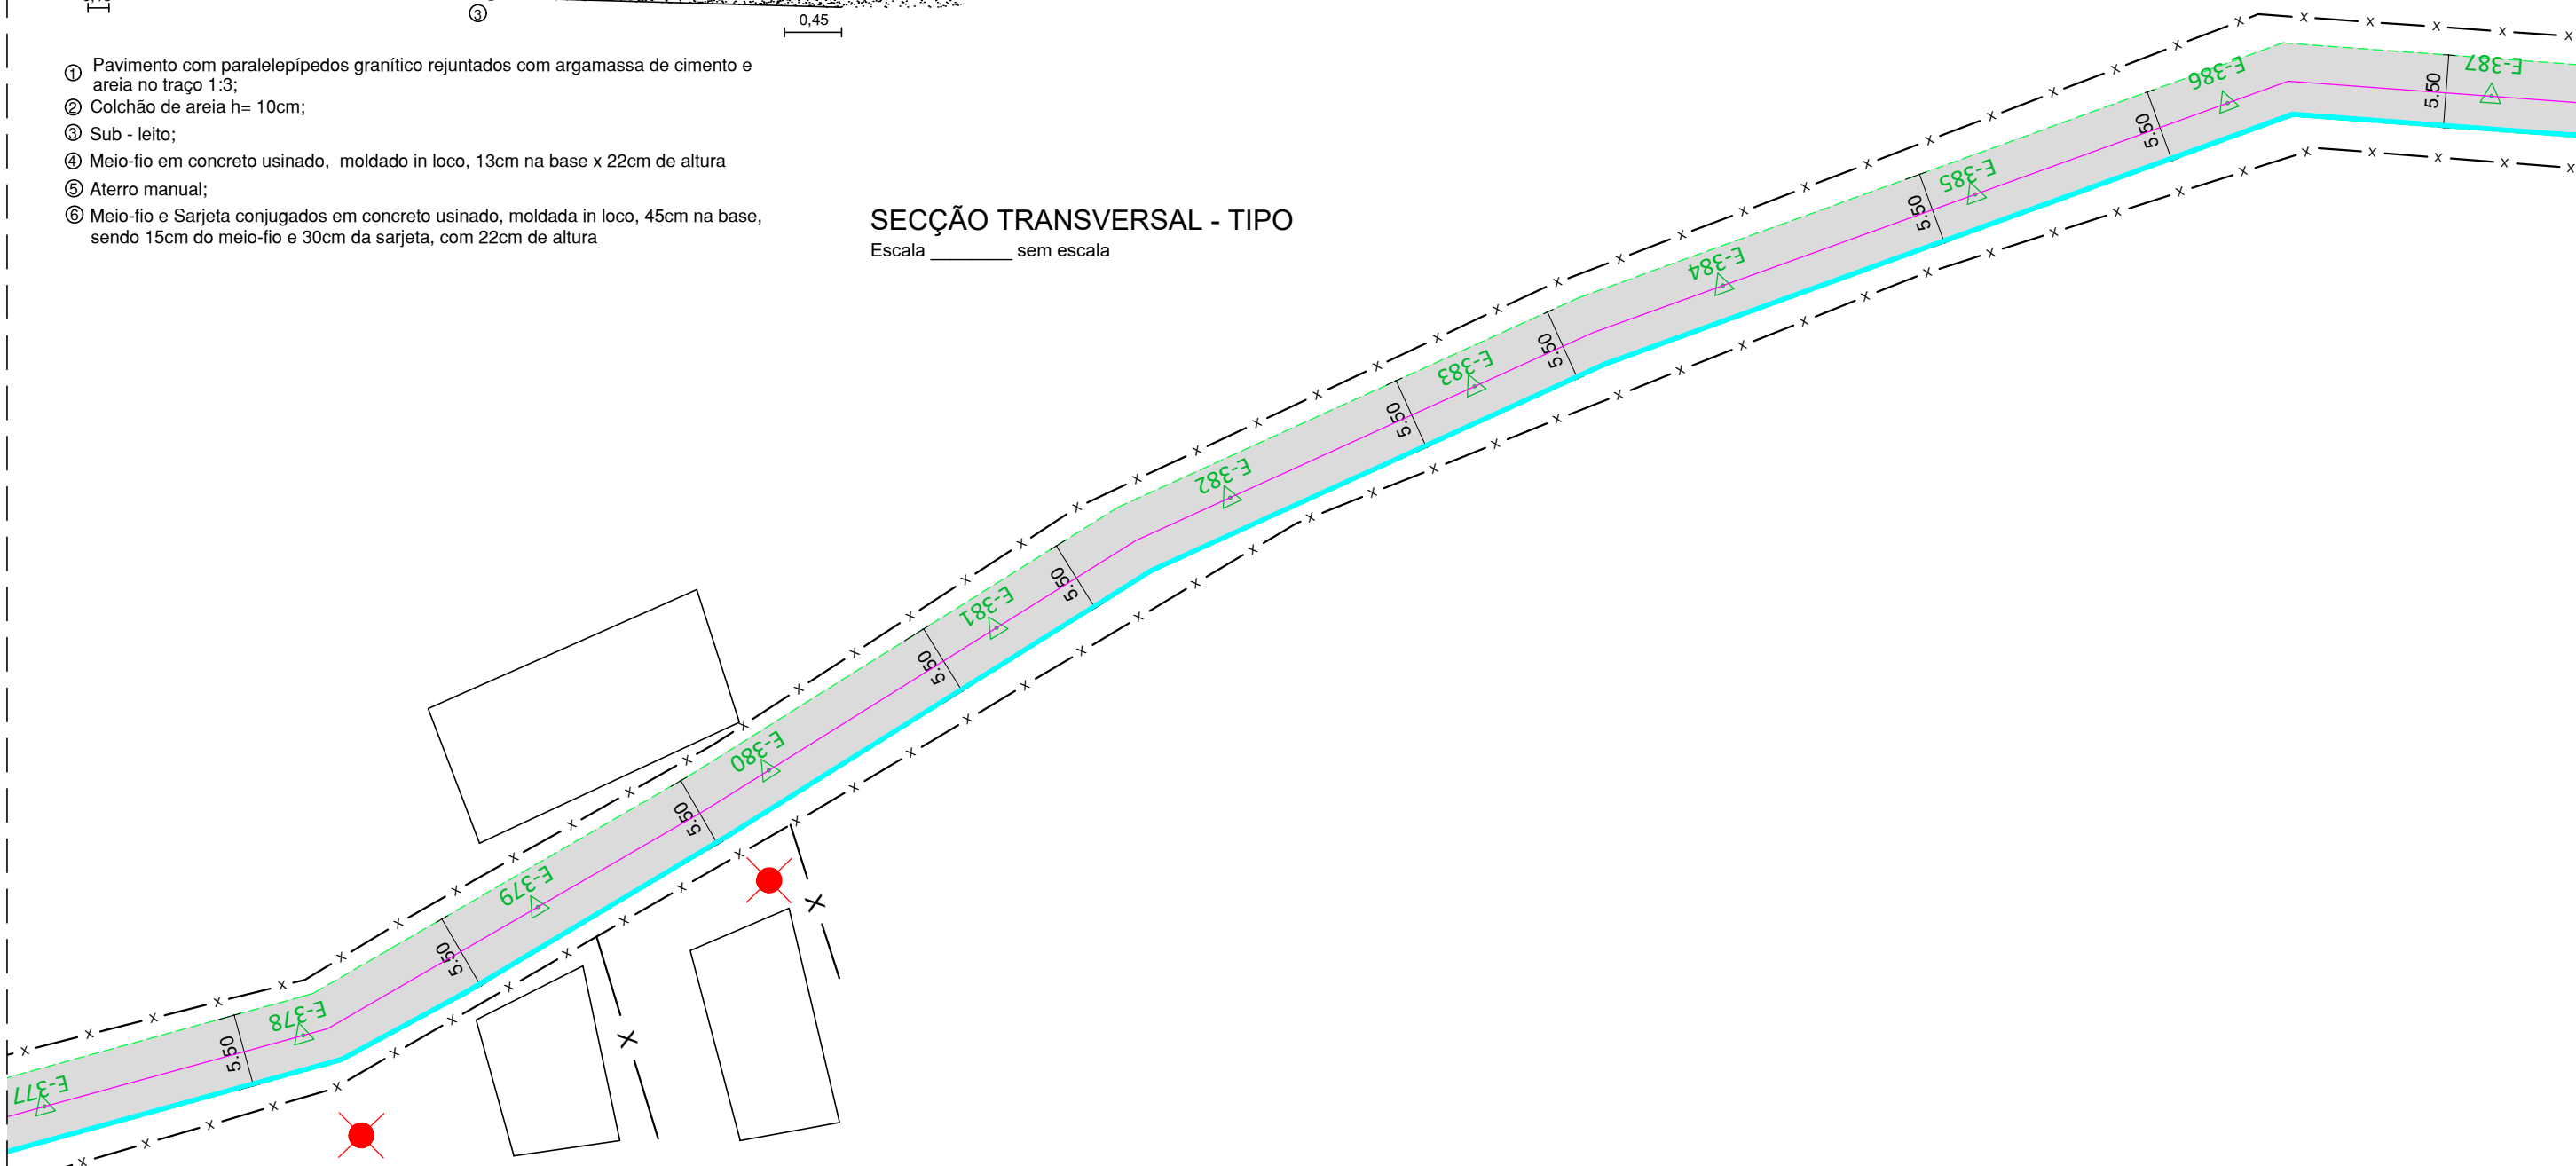 ③
0,45
① Pavimento com paralelepípedos granítico rejuntados com argamassa de cimento e
areia no traço 1:3;
② Colchão de areia h= 10cm;
③ Sub - leito;
④ Meio-fio em concreto usinado, moldado in loco, 13cm na base x 22cm de altura
⑤ Aterro manual;
⑥ Meio-fio e Sarjeta conjugados em concreto usinado, moldada in loco, 45cm na base,
sendo 15cm do meio-fio e 30cm da sarjeta, com 22cm de altura
SECÇÃO TRANSVERSAL - TIPO
Escala ________ sem escala
E-387
5.50
E-386
5.50
E-385
5.50
E-384
5.50
E-383
5.50
E-382
5.50
E-381
5.50
E-380
5.50
E-379
5.50
E-378
5.50
E-377